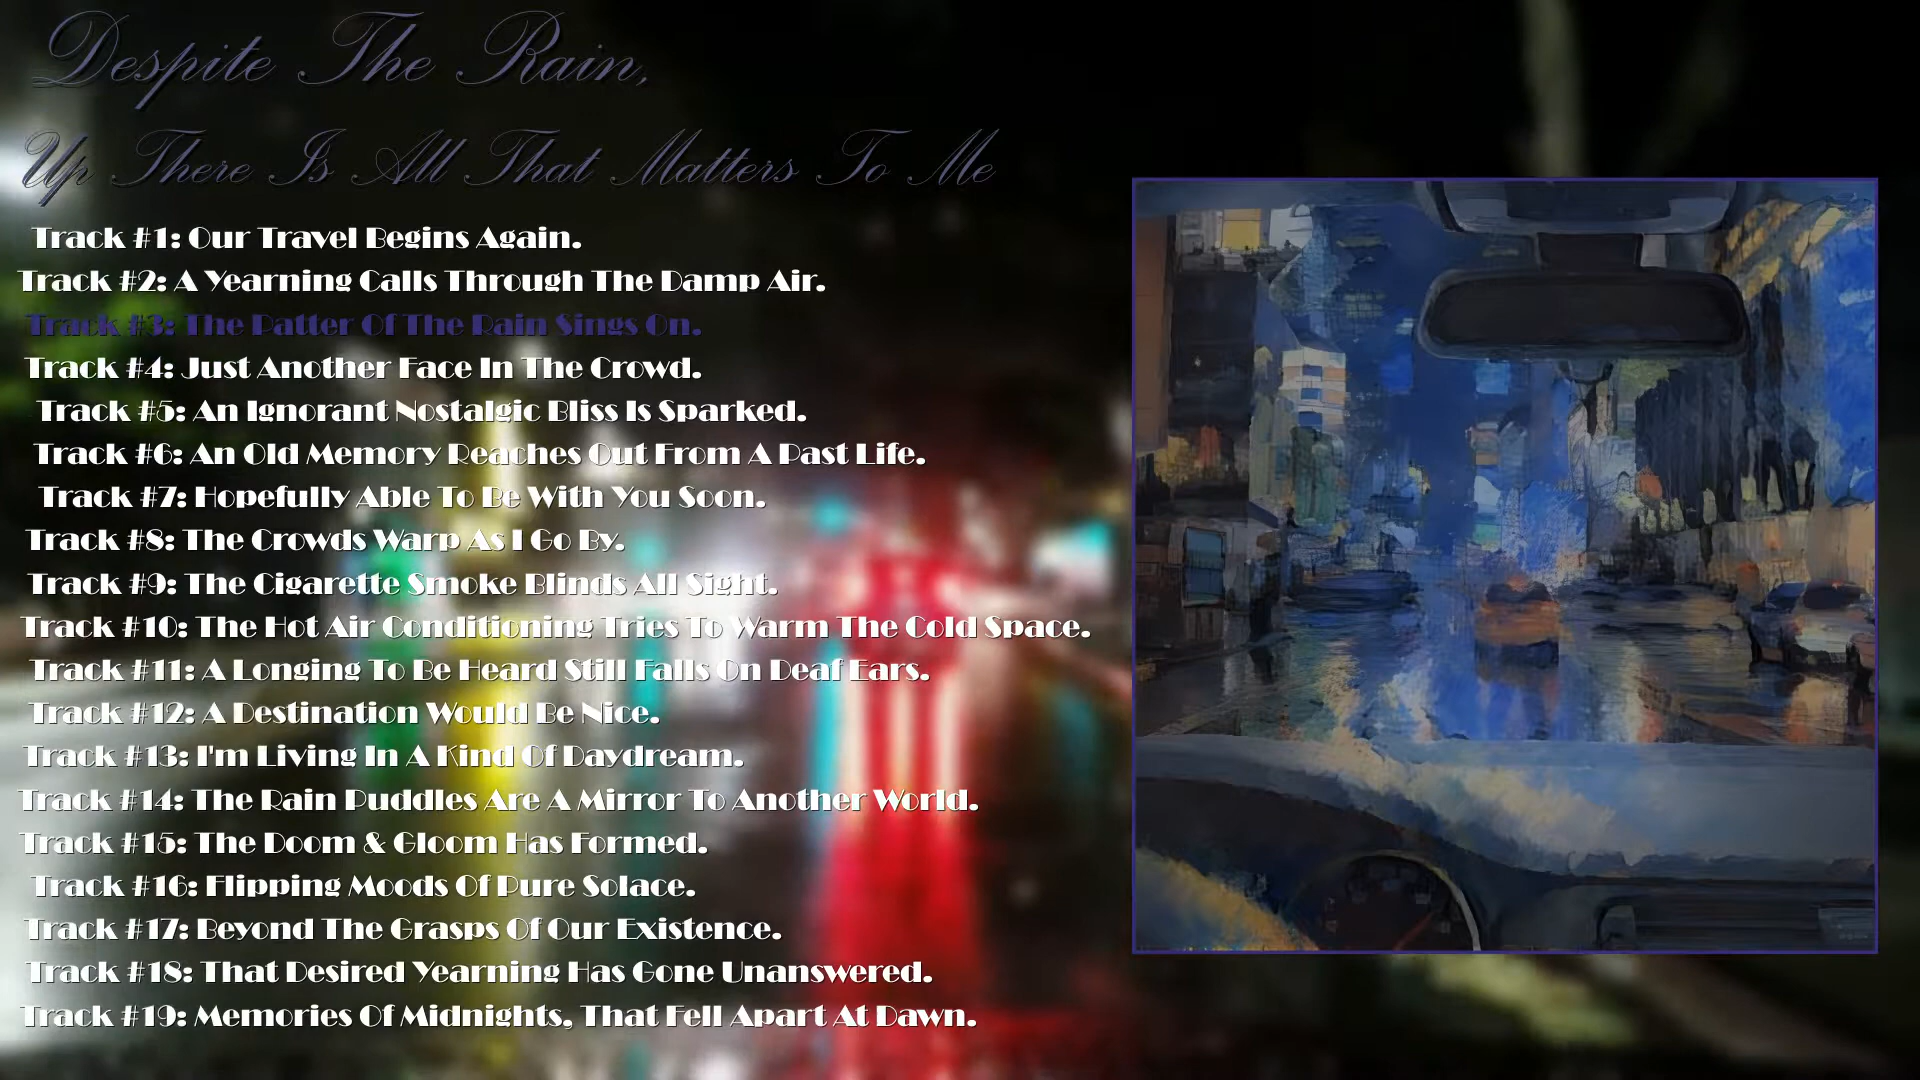 Despite The Rain,
Up There Is All That Matters To Me
Track #1: Our Travel Begins Again.
Track #2: A Yearning Calls Through The Damp Air.
Track #3: The Patter Of The Rain Sings On.
Track #4: Just Another Face In The Crowd.
Track #5: An Ignorant Nostalgic Bliss Is Sparked.
Track #6: An Old Memory Reaches Out From A Past Life.
Track #7: Hopefully Able To Be With You Soon.
Track #8: The Crowds Warp As I Go By.
Track #9: The Cigarette Smoke Blinds All Sight.
Track #10: The Hot Air Conditioning Tries To Warm The Cold Space.
Track #11: A Longing To Be Heard Still Falls On Deaf Ears.
Track #12: A Destination Would Be Nice.
Track #13: I'm Living In A Kind Of Daydream.
Track #14: The Rain Puddles Are A Mirror To Another World.
Track #15: The Doom & Gloom Has Formed.
Track #16: Flipping Moods Of Pure Solace.
Track #17: Beyond The Grasps Of Our Existence.
Track #18: That Desired Yearning Has Gone Unanswered.
Track #19: Memories Of Midnights, That Fell Apart At Dawn.